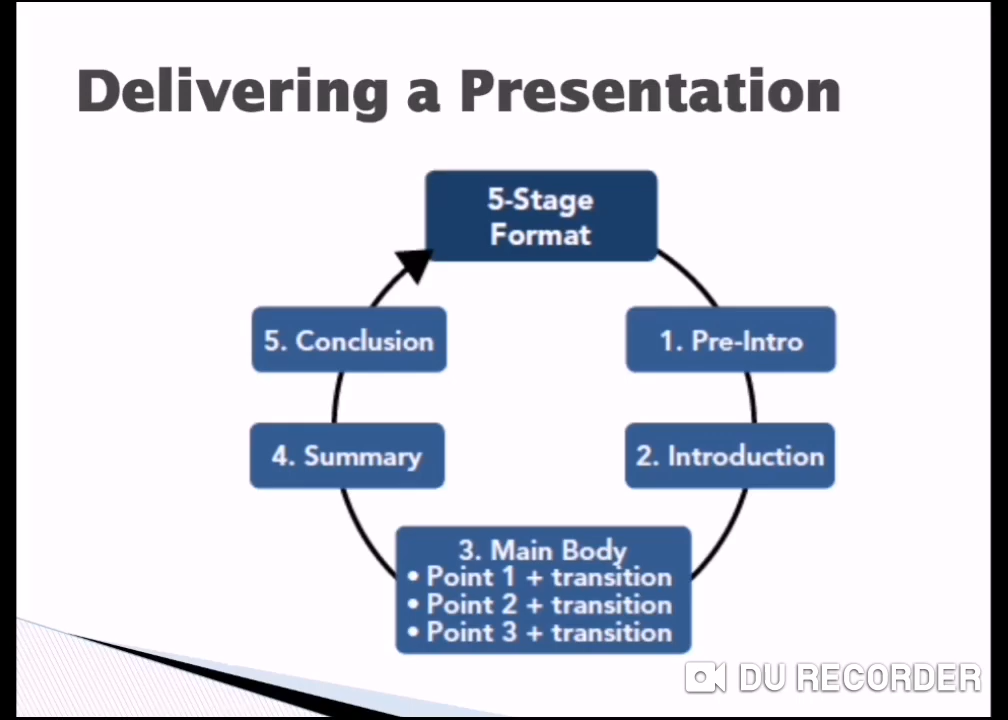 Delivering a Presentation
5-Stage
Format
1. Pre-Intro
2. Introduction
3. Main Body
• Point 1 + transition
• Point 2 + transition
• Point 3 + transition
4. Summary
5. Conclusion
DU RECORDER